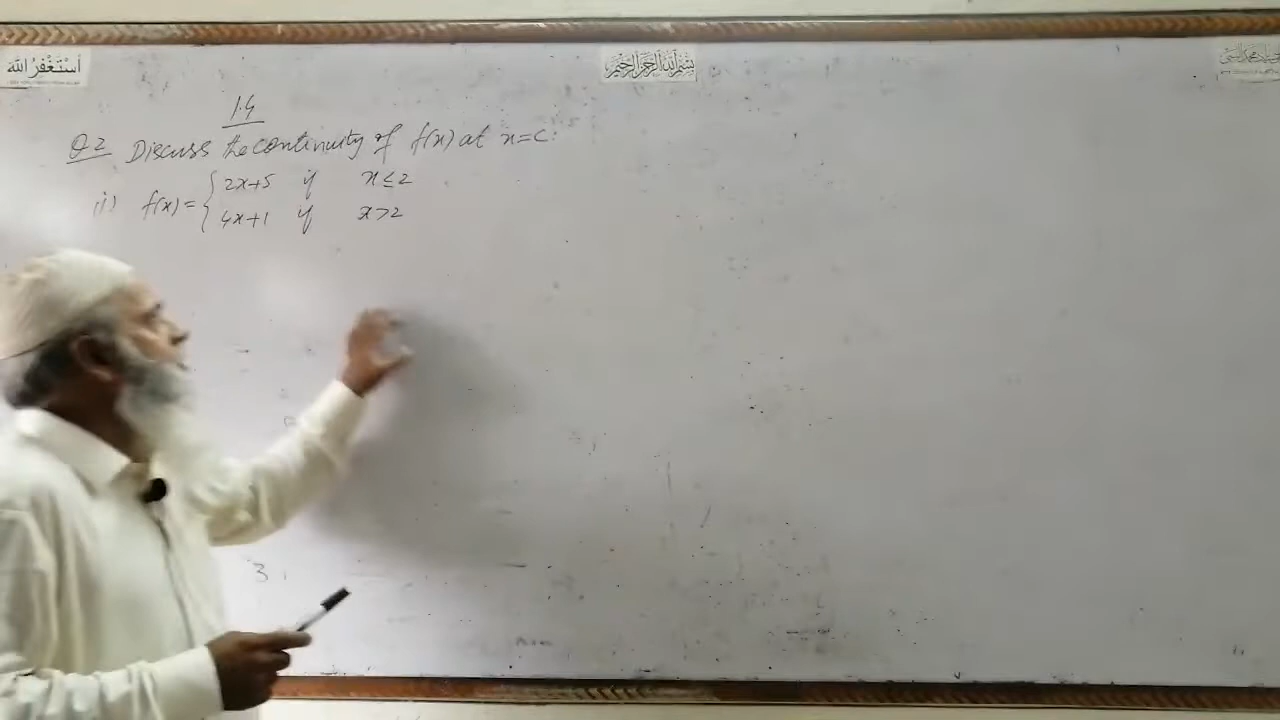 أستغفر الله
بسم الله الرحمن الرحيم
1.4
Q2 Discuss the continuity of f(x) at x=c:
(i) f(x)= { 2x+5 if x≤2
4x+1 if x>2
3